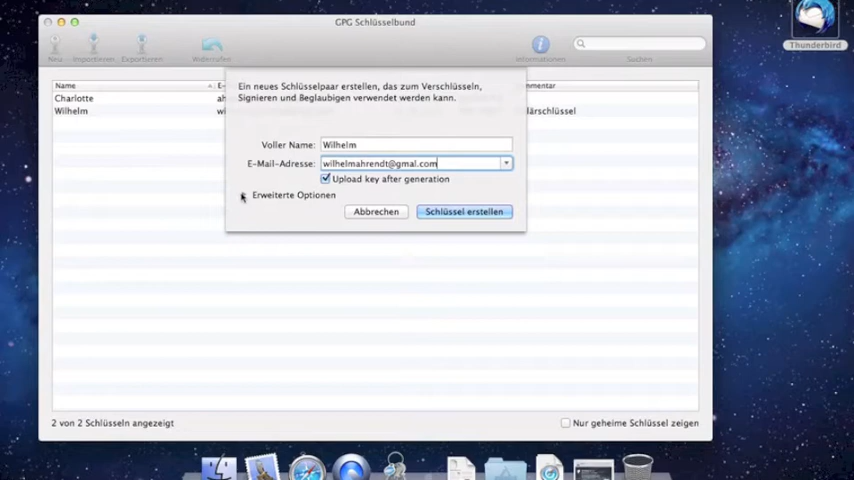 GPG Schlüsselbund
Thunderbird
Neu Importieren Exportieren Widerrufen Informationen Suchen
Name
Charlotte
Wilhelm
Ein neues Schlüsselpaar erstellen, das zum Verschlüsseln,
Signieren und Beglaubigen verwendet werden kann.
Voller Name: Wilhelm
E-Mail-Adresse: wilhelmahrendt@gmal.com
Upload key after generation
Erweiterte Optionen
Abbrechen Schlüssel erstellen
2 von 2 Schlüsseln angezeigt
Nur geheime Schlüssel zeigen